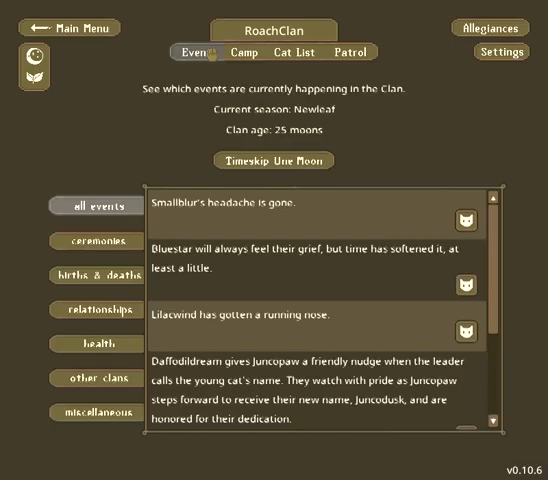 Main Menu
RoachClan
Allegiances
Events
Camp
Cat List
Patrol
Settings
See which events are currently happening in the Clan.
Current season: Newleaf
Clan age: 25 moons
Timeskip One Moon
all events
ceremonies
births & deaths
relationships
health
other clans
miscellaneous
Smallblur's headache is gone.
Bluestar will always feel their grief, but time has softened it, at
least a little.
Lilacwind has gotten a running nose.
Daffodildream gives Juncopaw a friendly nudge when the leader
calls the young cat's name. They watch with pride as Juncopaw
steps forward to receive their new name, Juncodusk, and are
honored for their dedication.
v0.10.6